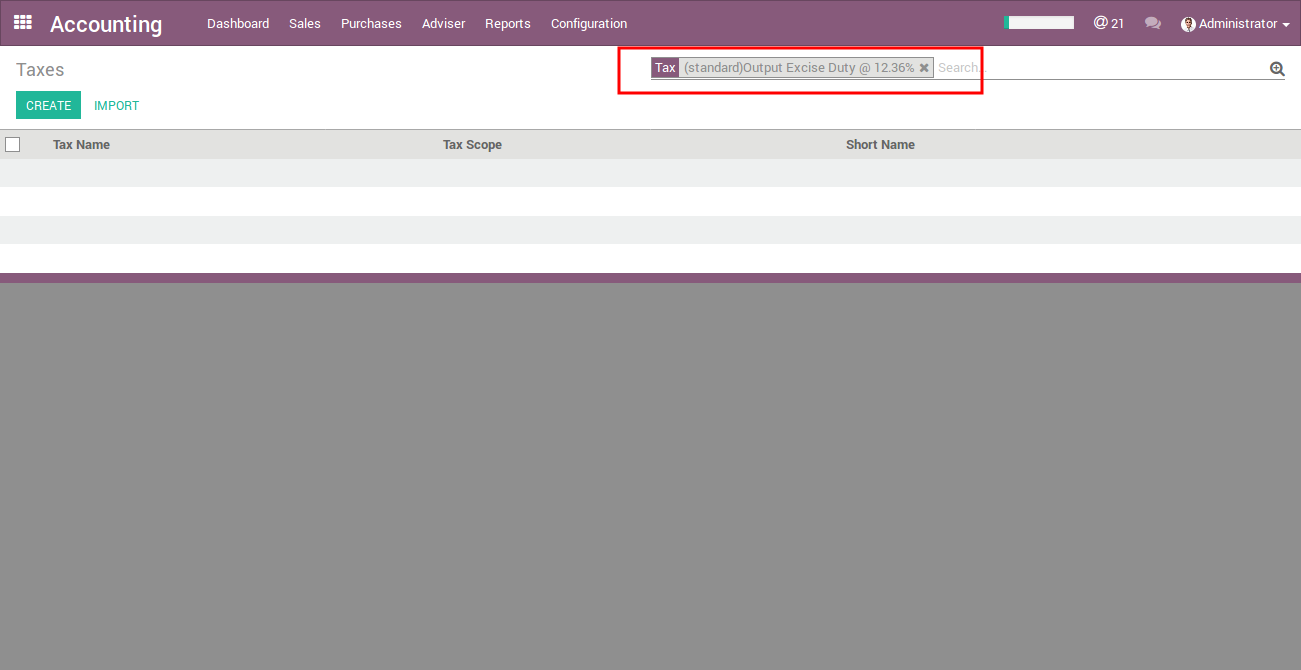 Accounting Dashboard Sales Purchases Adviser Reports Configuration @ 21 Administrator
Taxes
Tax (standard)Output Excise Duty @ 12.36% ✖ Search...
CREATE IMPORT
Tax Name Tax Scope Short Name